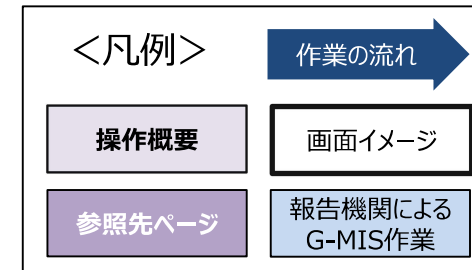 ＜凡例＞
作業の流れ
操作概要
画面イメージ
参照先ページ
報告機関による
G-MIS作業